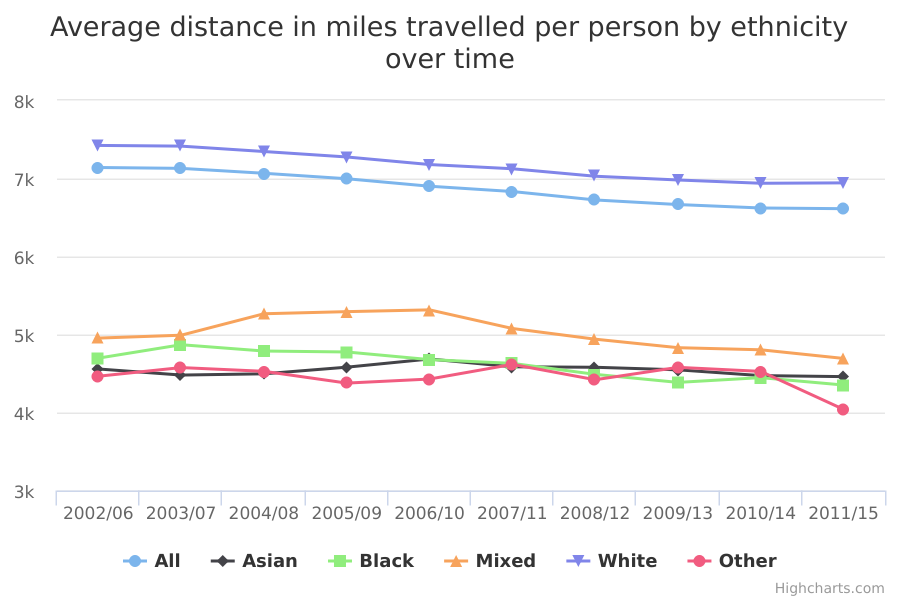 Average distance in miles travelled per person by ethnicity
over time
8k
7k
6k
5k
4k
3k
2002/06 2003/07 2004/08 2005/09 2006/10 2007/11 2008/12 2009/13 2010/14 2011/15
All Asian Black Mixed White Other
Highcharts.com